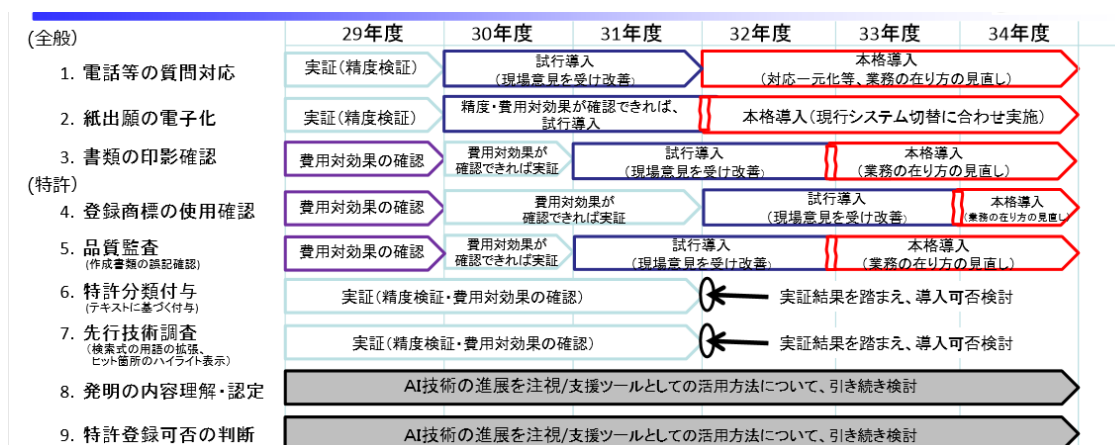 29年度 30年度 31年度 32年度 33年度 34年度
(全般)
1. 電話等の質問対応
実証(精度検証)
試行導入
(現場意見を受け改善)
本格導入
(対応一元化等、業務の在り方の見直し)
2. 紙出願の電子化
実証(精度検証)
精度・費用対効果が確認できれば、
試行導入
本格導入(現行システム切替に合わせ実施)
3. 書類の印影確認
費用対効果の確認
費用対効果が
確認できれば実証
試行導入
(現場意見を受け改善)
本格導入
(業務の在り方の見直し)
(特許)
4. 登録商標の使用確認
費用対効果の確認
費用対効果が
確認できれば実証
試行導入
(現場意見を受け改善)
本格導入
(業務の在り方の見直し)
5. 品質監査
(作成書類の誤記確認)
費用対効果の確認
費用対効果が
確認できれば実証
試行導入
(現場意見を受け改善)
本格導入
(業務の在り方の見直し)
6. 特許分類付与
(テキストに基づく付与)
実証(精度検証・費用対効果の確認)
実証結果を踏まえ、導入可否検討
7. 先行技術調査
(検索式の用語の拡張、
ヒット箇所のハイライト表示)
実証(精度検証・費用対効果の確認)
実証結果を踏まえ、導入可否検討
8. 発明の内容理解・認定
AI技術の進展を注視/支援ツールとしての活用方法について、引き続き検討
9. 特許登録可否の判断
AI技術の進展を注視/支援ツールとしての活用方法について、引き続き検討